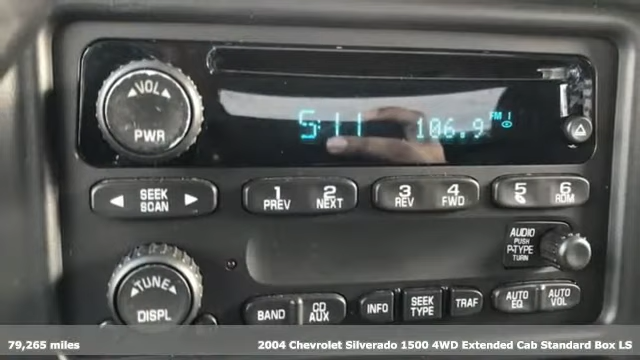 VOL
PWR
5:11 106.9 FM 1
SEEK
SCAN
1
PREV
2
NEXT
3
REV
4
FWD
5
6
RDM
AUDIO
PUSH
P-TYPE
TURN
TUNE
DISPL
BAND
CD
AUX
INFO
SEEK
TYPE
TRAF
AUTO
EQ
AUTO
VOL
79,265 miles
2004 Chevrolet Silverado 1500 4WD Extended Cab Standard Box LS